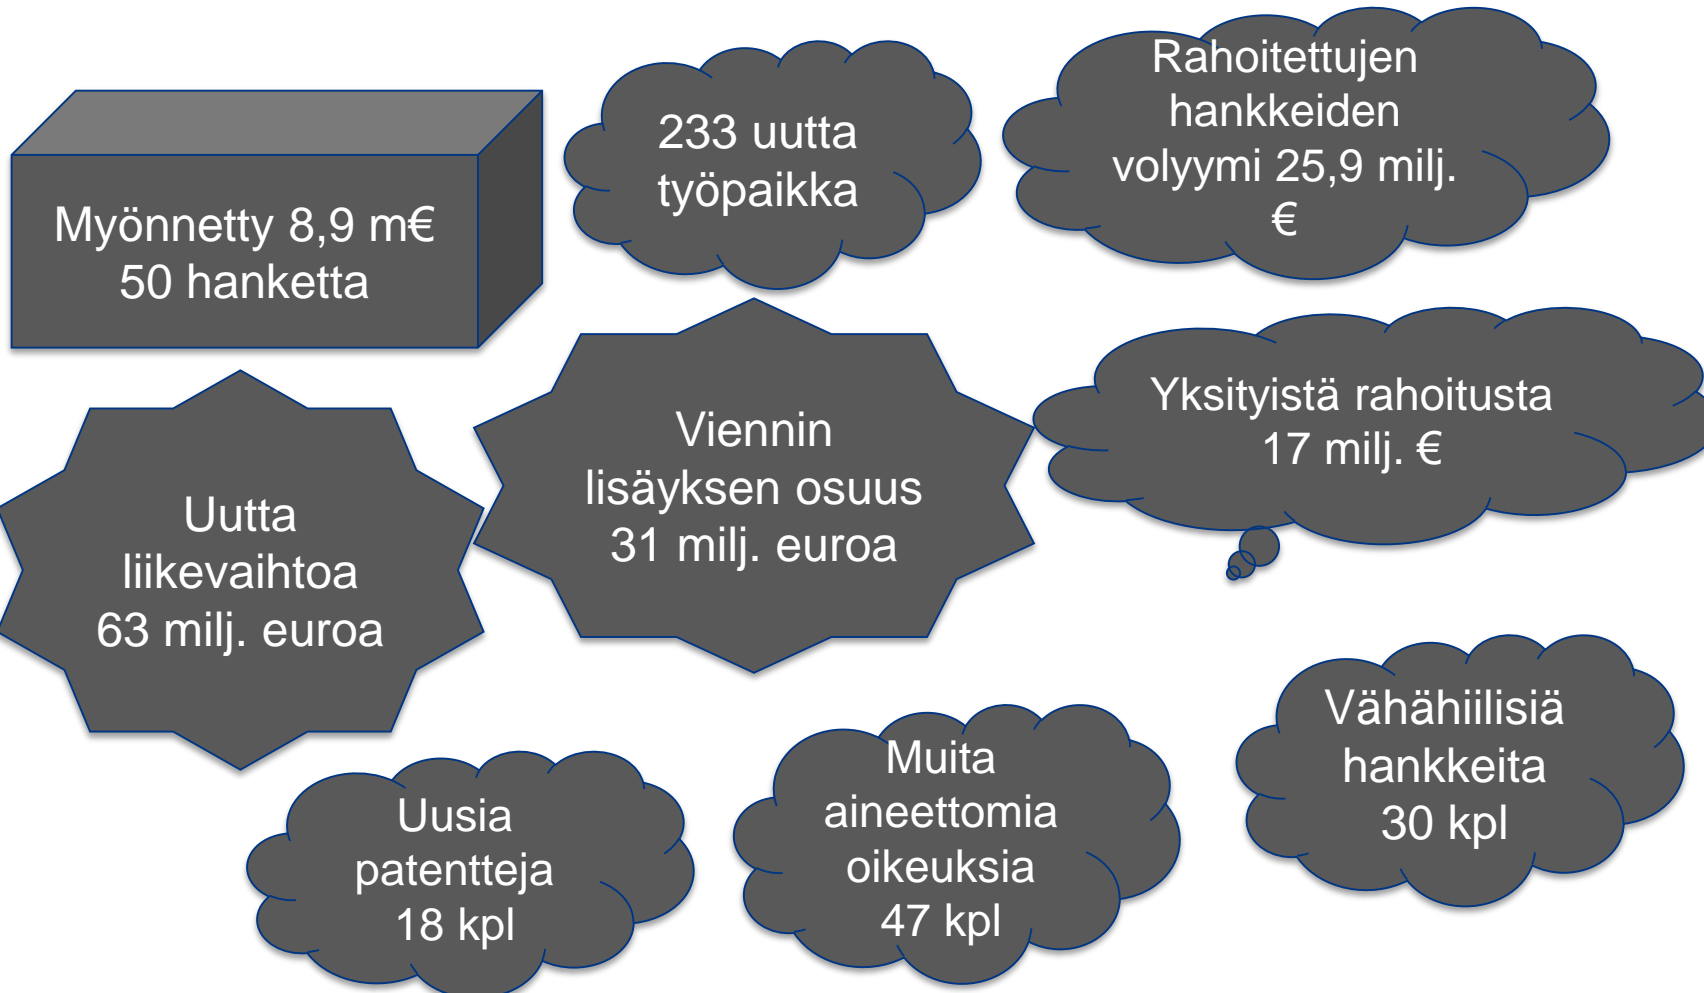 Myönnetty 8,9 m€
50 hanketta
233 uutta
työpaikka
Rahoitettujen
hankkeiden
volyymi 25,9 milj.
€
Uutta
liikevaihtoa
63 milj. euroa
Viennin
lisäyksen osuus
31 milj. euroa
Yksityistä rahoitusta
17 milj. €
Uusia
patentteja
18 kpl
Muita
aineettomia
oikeuksia
47 kpl
Vähähiilisiä
hankkeita
30 kpl